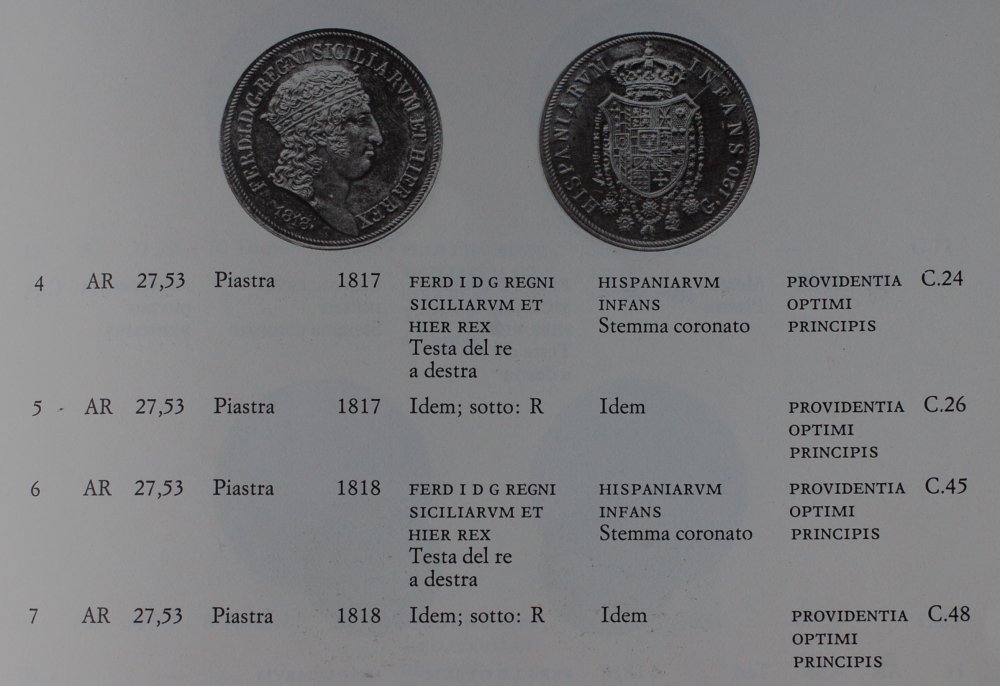 FERD.I.D.G.REGNI SICILIARVM ET HIER REX
1818
HISPANIARVM INFANS
G.120.
4 AR 27,53 Piastra 1817 FERD I D G REGNI HISPANIARVM PROVIDENTIA C.24
SICILIARVM ET INFANS OPTIMI
HIER REX Stemma coronato PRINCIPIS
Testa del re
a destra
5 AR 27,53 Piastra 1817 Idem; sotto: R Idem PROVIDENTIA C.26
OPTIMI
PRINCIPIS
6 AR 27,53 Piastra 1818 FERD I D G REGNI HISPANIARVM PROVIDENTIA C.45
SICILIARVM ET INFANS OPTIMI
HIER REX Stemma coronato PRINCIPIS
Testa del re
a destra
7 AR 27,53 Piastra 1818 Idem; sotto: R Idem PROVIDENTIA C.48
OPTIMI
PRINCIPIS